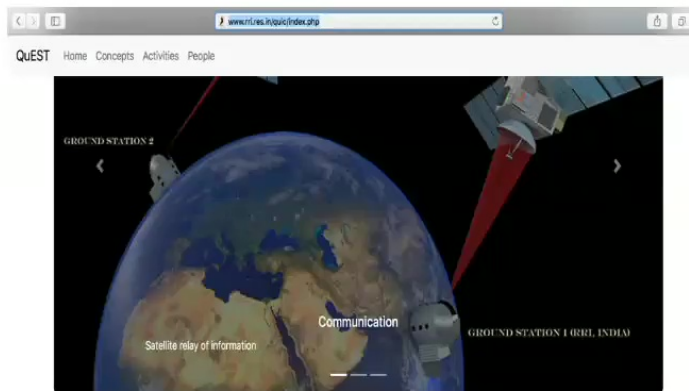 www.rri.res.in/quic/index.php
QuEST Home Concepts Activities People
GROUND STATION 2
Communication
GROUND STATION 1 (RRI, INDIA)
Satellite relay of information